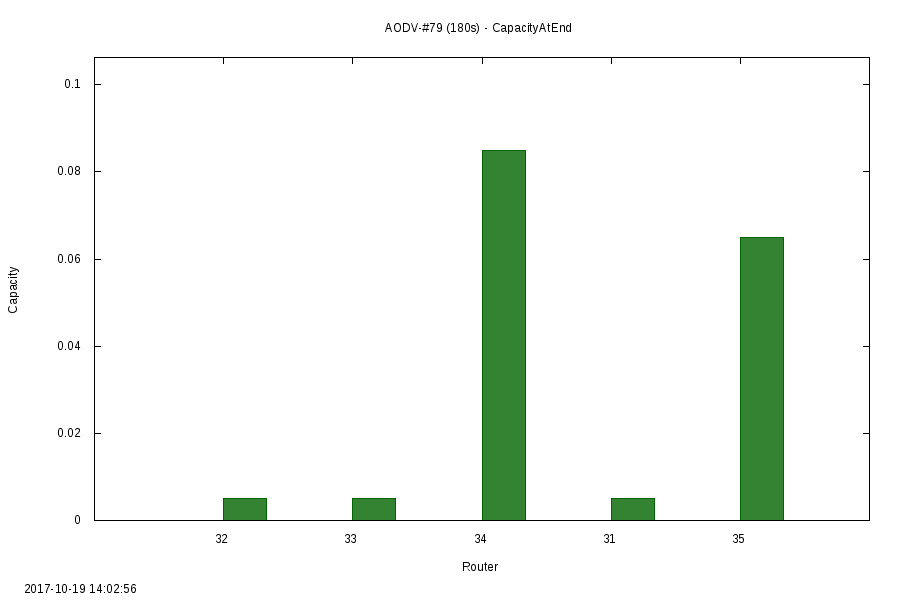 AODV-#79 (180s) - CapacityAtEnd
0.1
0.08
0.06
0.04
0.02
0
Capacity
32 33 34 31 35
Router
2017-10-19 14:02:56